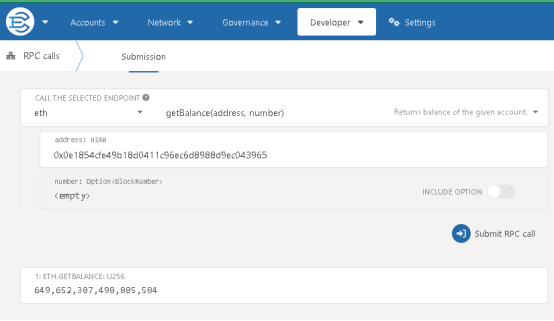 Accounts
Network
Governance
Developer
Settings
RPC calls
Submission
CALL THE SELECTED ENDPOINT
eth
getBalance(address, number)
Returns balance of the given account.
address: H160
0x0e1854cfe49b18d0411c96ec6d8988d9ec043965
number: Option<BlockNumber>
<empty>
INCLUDE OPTION
Submit RPC call
1: ETH.GETBALANCE: U256
649,652,307,498,805,504